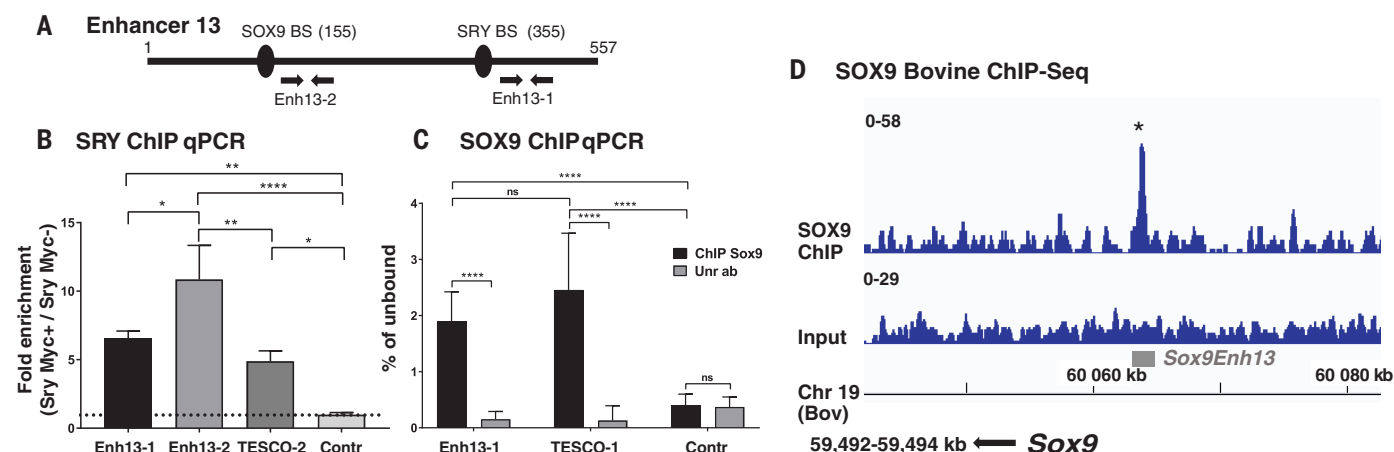 A Enhancer 13
SOX9 BS (155)
SRY BS (355)
1
557
Enh13-2
Enh13-1
B SRY ChIP qPCR
**
****
*
**
*
Fold enrichment
(Sry Myc+ / Sry Myc-)
15
10
5
0
Enh13-1 Enh13-2 TESCO-2 Contr
C SOX9 ChIP qPCR
****
ns
****
****
****
ns
ChIP Sox9
Unr ab
% of unbound
4
3
2
1
0
Enh13-1 TESCO-1 Contr
D SOX9 Bovine ChIP-Seq
0-58
*
SOX9
ChIP
0-29
Input
Sox9Enh13
60 060 kb 60 080 kb
Chr 19
(Bov)
59,492-59,494 kb Sox9